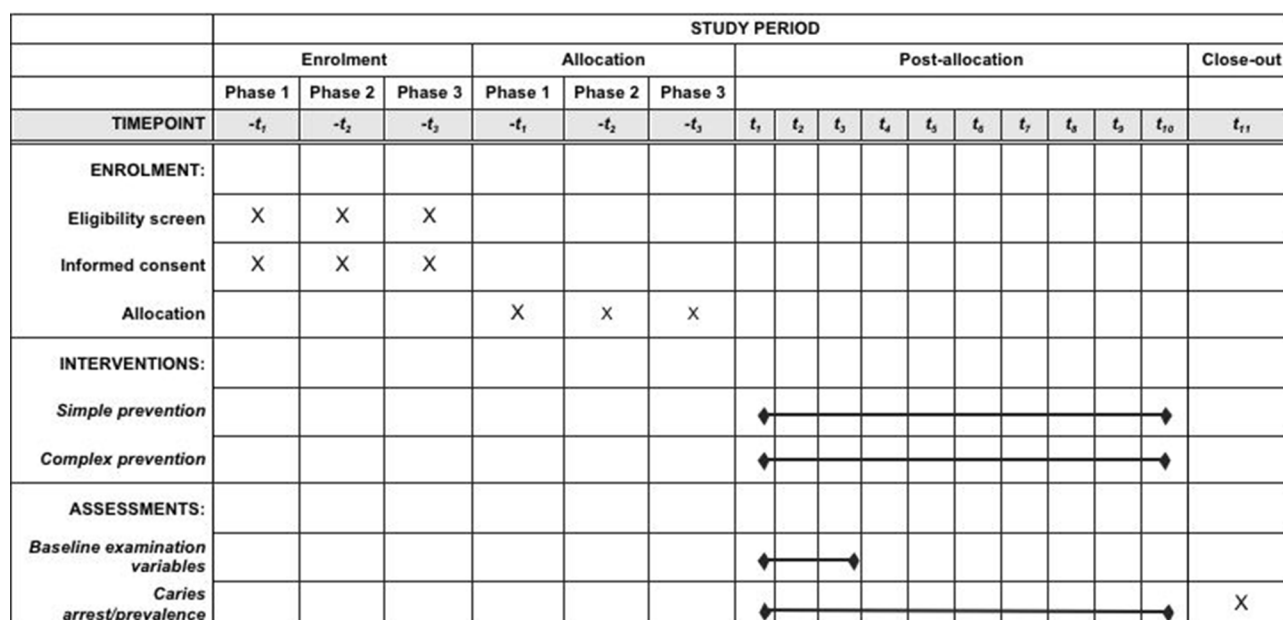 STUDY PERIOD
Enrolment Allocation Post-allocation Close-out
Phase 1 Phase 2 Phase 3 Phase 1 Phase 2 Phase 3
TIMEPOINT -t₁ -t₂ -t₃ -t₁ -t₂ -t₃ t₁ t₂ t₃ t₄ t₅ t₆ t₇ t₈ t₉ t₁₀ t₁₁
ENROLMENT:
Eligibility screen X X X
Informed consent X X X
Allocation X X X
INTERVENTIONS:
Simple prevention
Complex prevention
ASSESSMENTS:
Baseline examination
variables
Caries
arrest/prevalence X